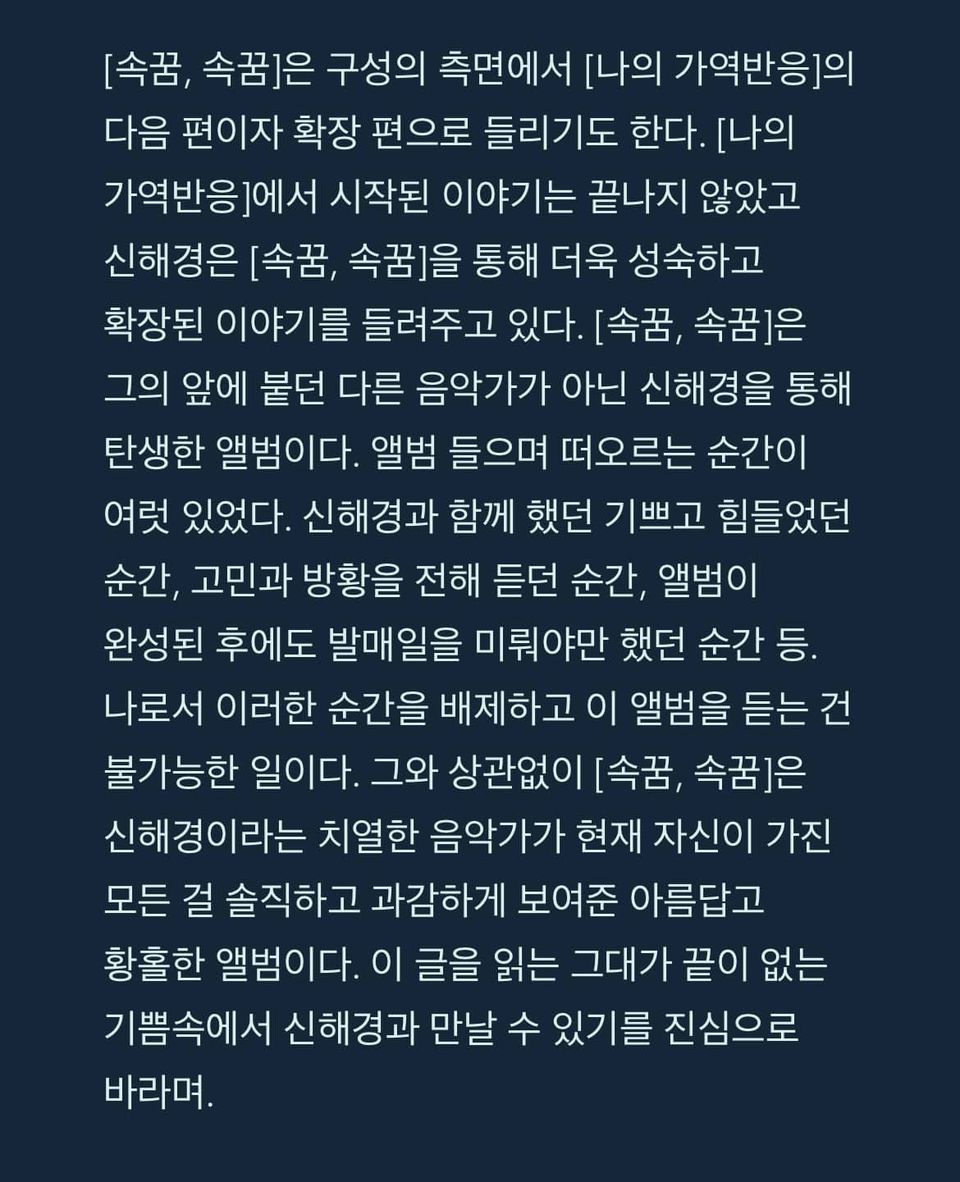 [속꿈, 속꿈]은 구성의 측면에서 [나의 가역반응]의
다음 편이자 확장 편으로 들리기도 한다. [나의
가역반응]에서 시작된 이야기는 끝나지 않았고
신해경은 [속꿈, 속꿈]을 통해 더욱 성숙하고
확장된 이야기를 들려주고 있다. [속꿈, 속꿈]은
그의 앞에 붙던 다른 음악가가 아닌 신해경을 통해
탄생한 앨범이다. 앨범 들으며 떠오르는 순간이
여럿 있었다. 신해경과 함께 했던 기쁘고 힘들었던
순간, 고민과 방황을 전해 듣던 순간, 앨범이
완성된 후에도 발매일을 미뤄야만 했던 순간 등.
나로서 이러한 순간을 배제하고 이 앨범을 듣는 건
불가능한 일이다. 그와 상관없이 [속꿈, 속꿈]은
신해경이라는 치열한 음악가가 현재 자신이 가진
모든 걸 솔직하고 과감하게 보여준 아름답고
황홀한 앨범이다. 이 글을 읽는 그대가 끝이 없는
기쁨속에서 신해경과 만날 수 있기를 진심으로
바라며.